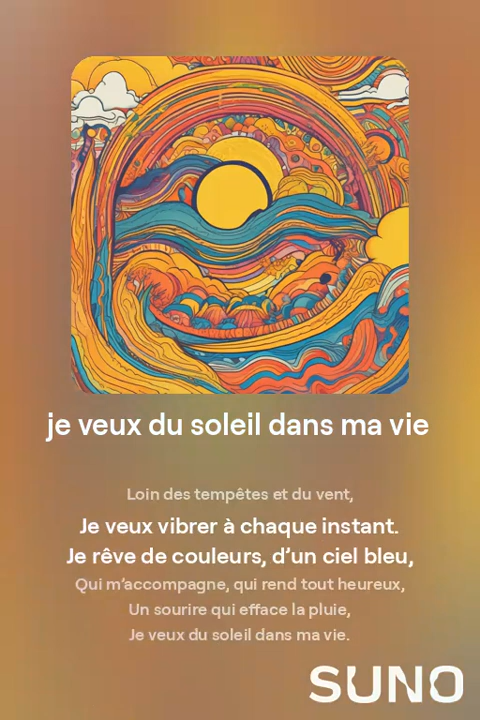 je veux du soleil dans ma vie
Loin des tempêtes et du vent,
Je veux vibrer à chaque instant.
Je rêve de couleurs, d’un ciel bleu,
Qui m’accompagne, qui rend tout heureux,
Un sourire qui efface la pluie,
Je veux du soleil dans ma vie.
SUNO